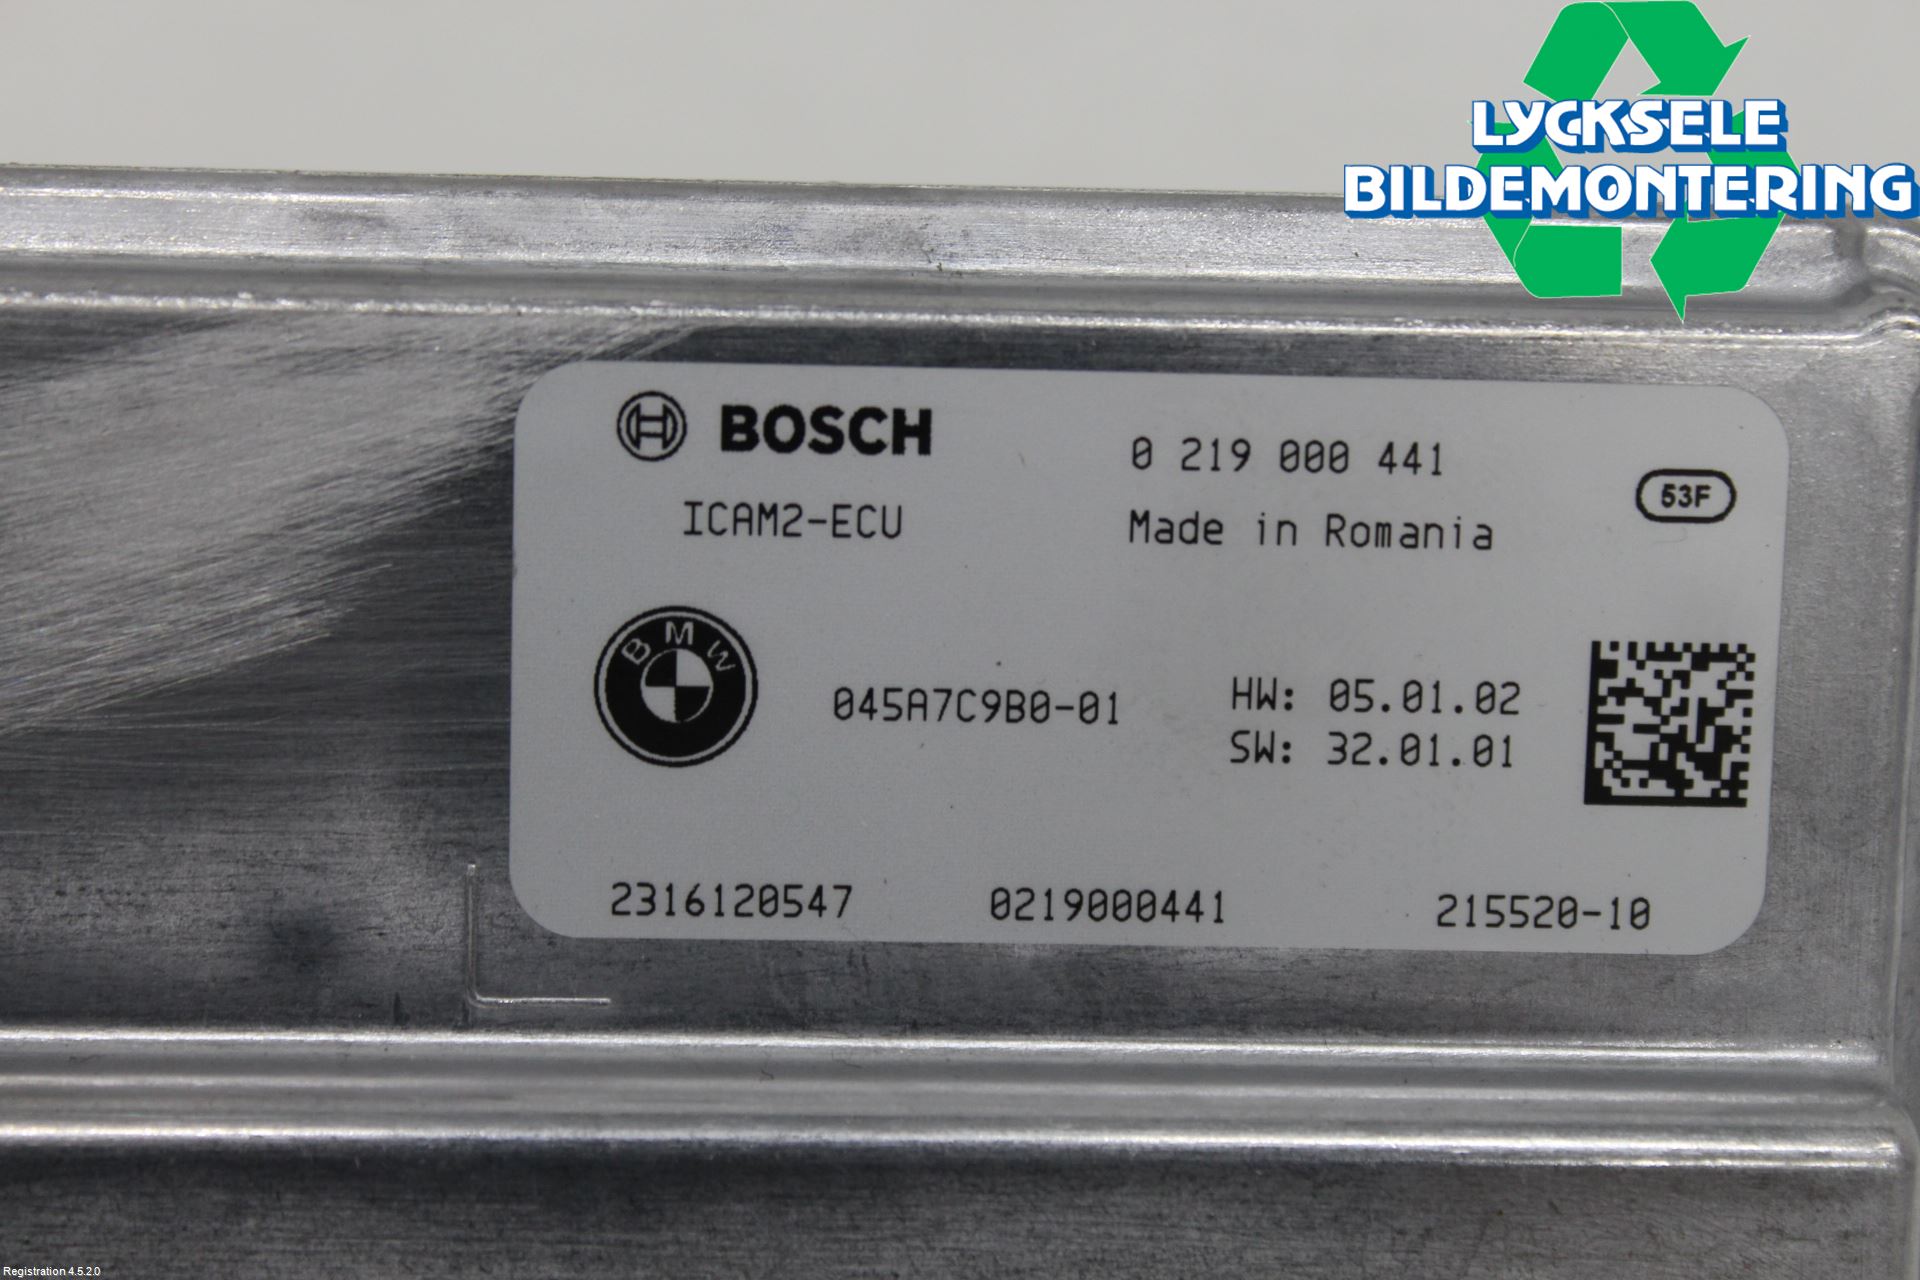 LYCKSELE
BILDEMONTERING
BOSCH
0 219 000 441
53F
ICAM2-ECU
Made in Romania
BMW
045A7C9B0-01
HW: 05.01.02
SW: 32.01.01
2316120547
0219000441
215520-10
Registration 4.5.2.0